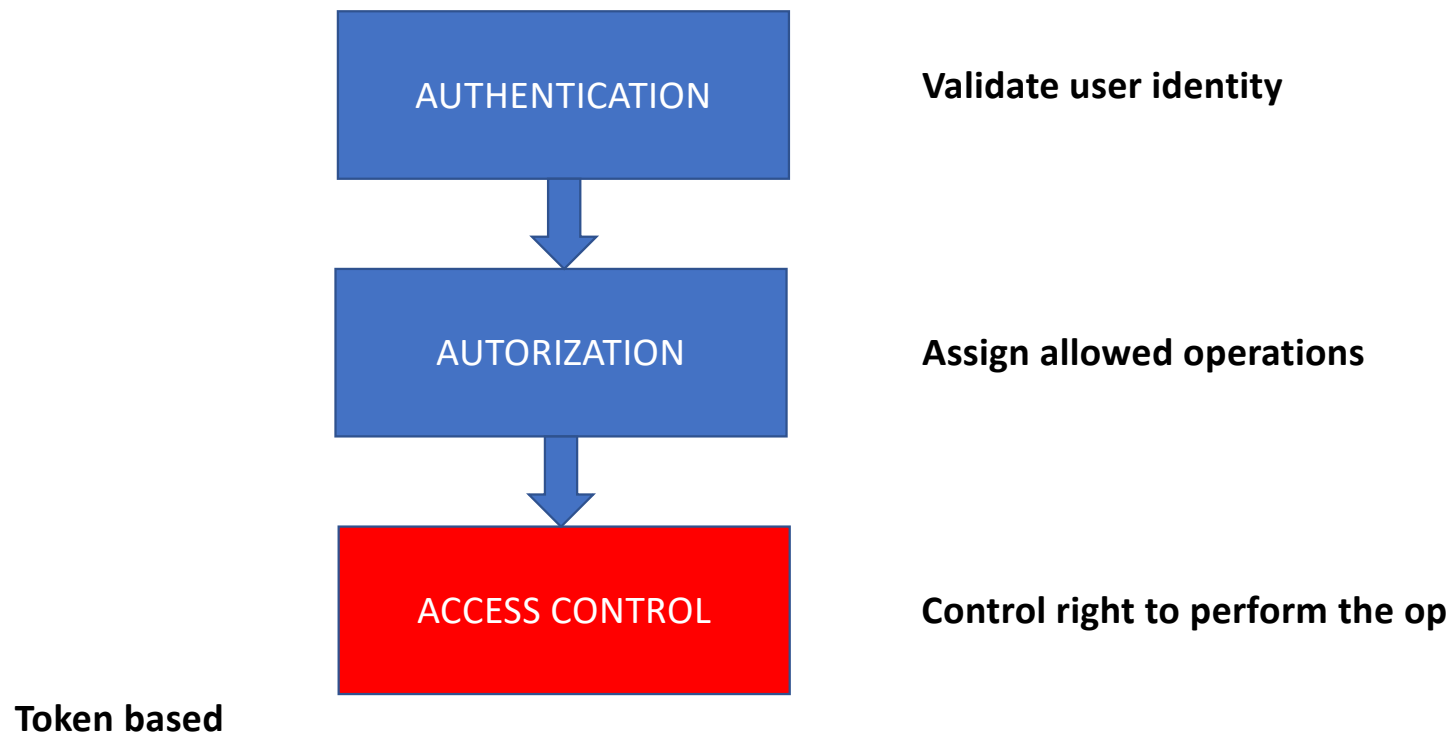 AUTHENTICATION
Validate user identity
AUTORIZATION
Assign allowed operations
ACCESS CONTROL
Control right to perform the op
Token based